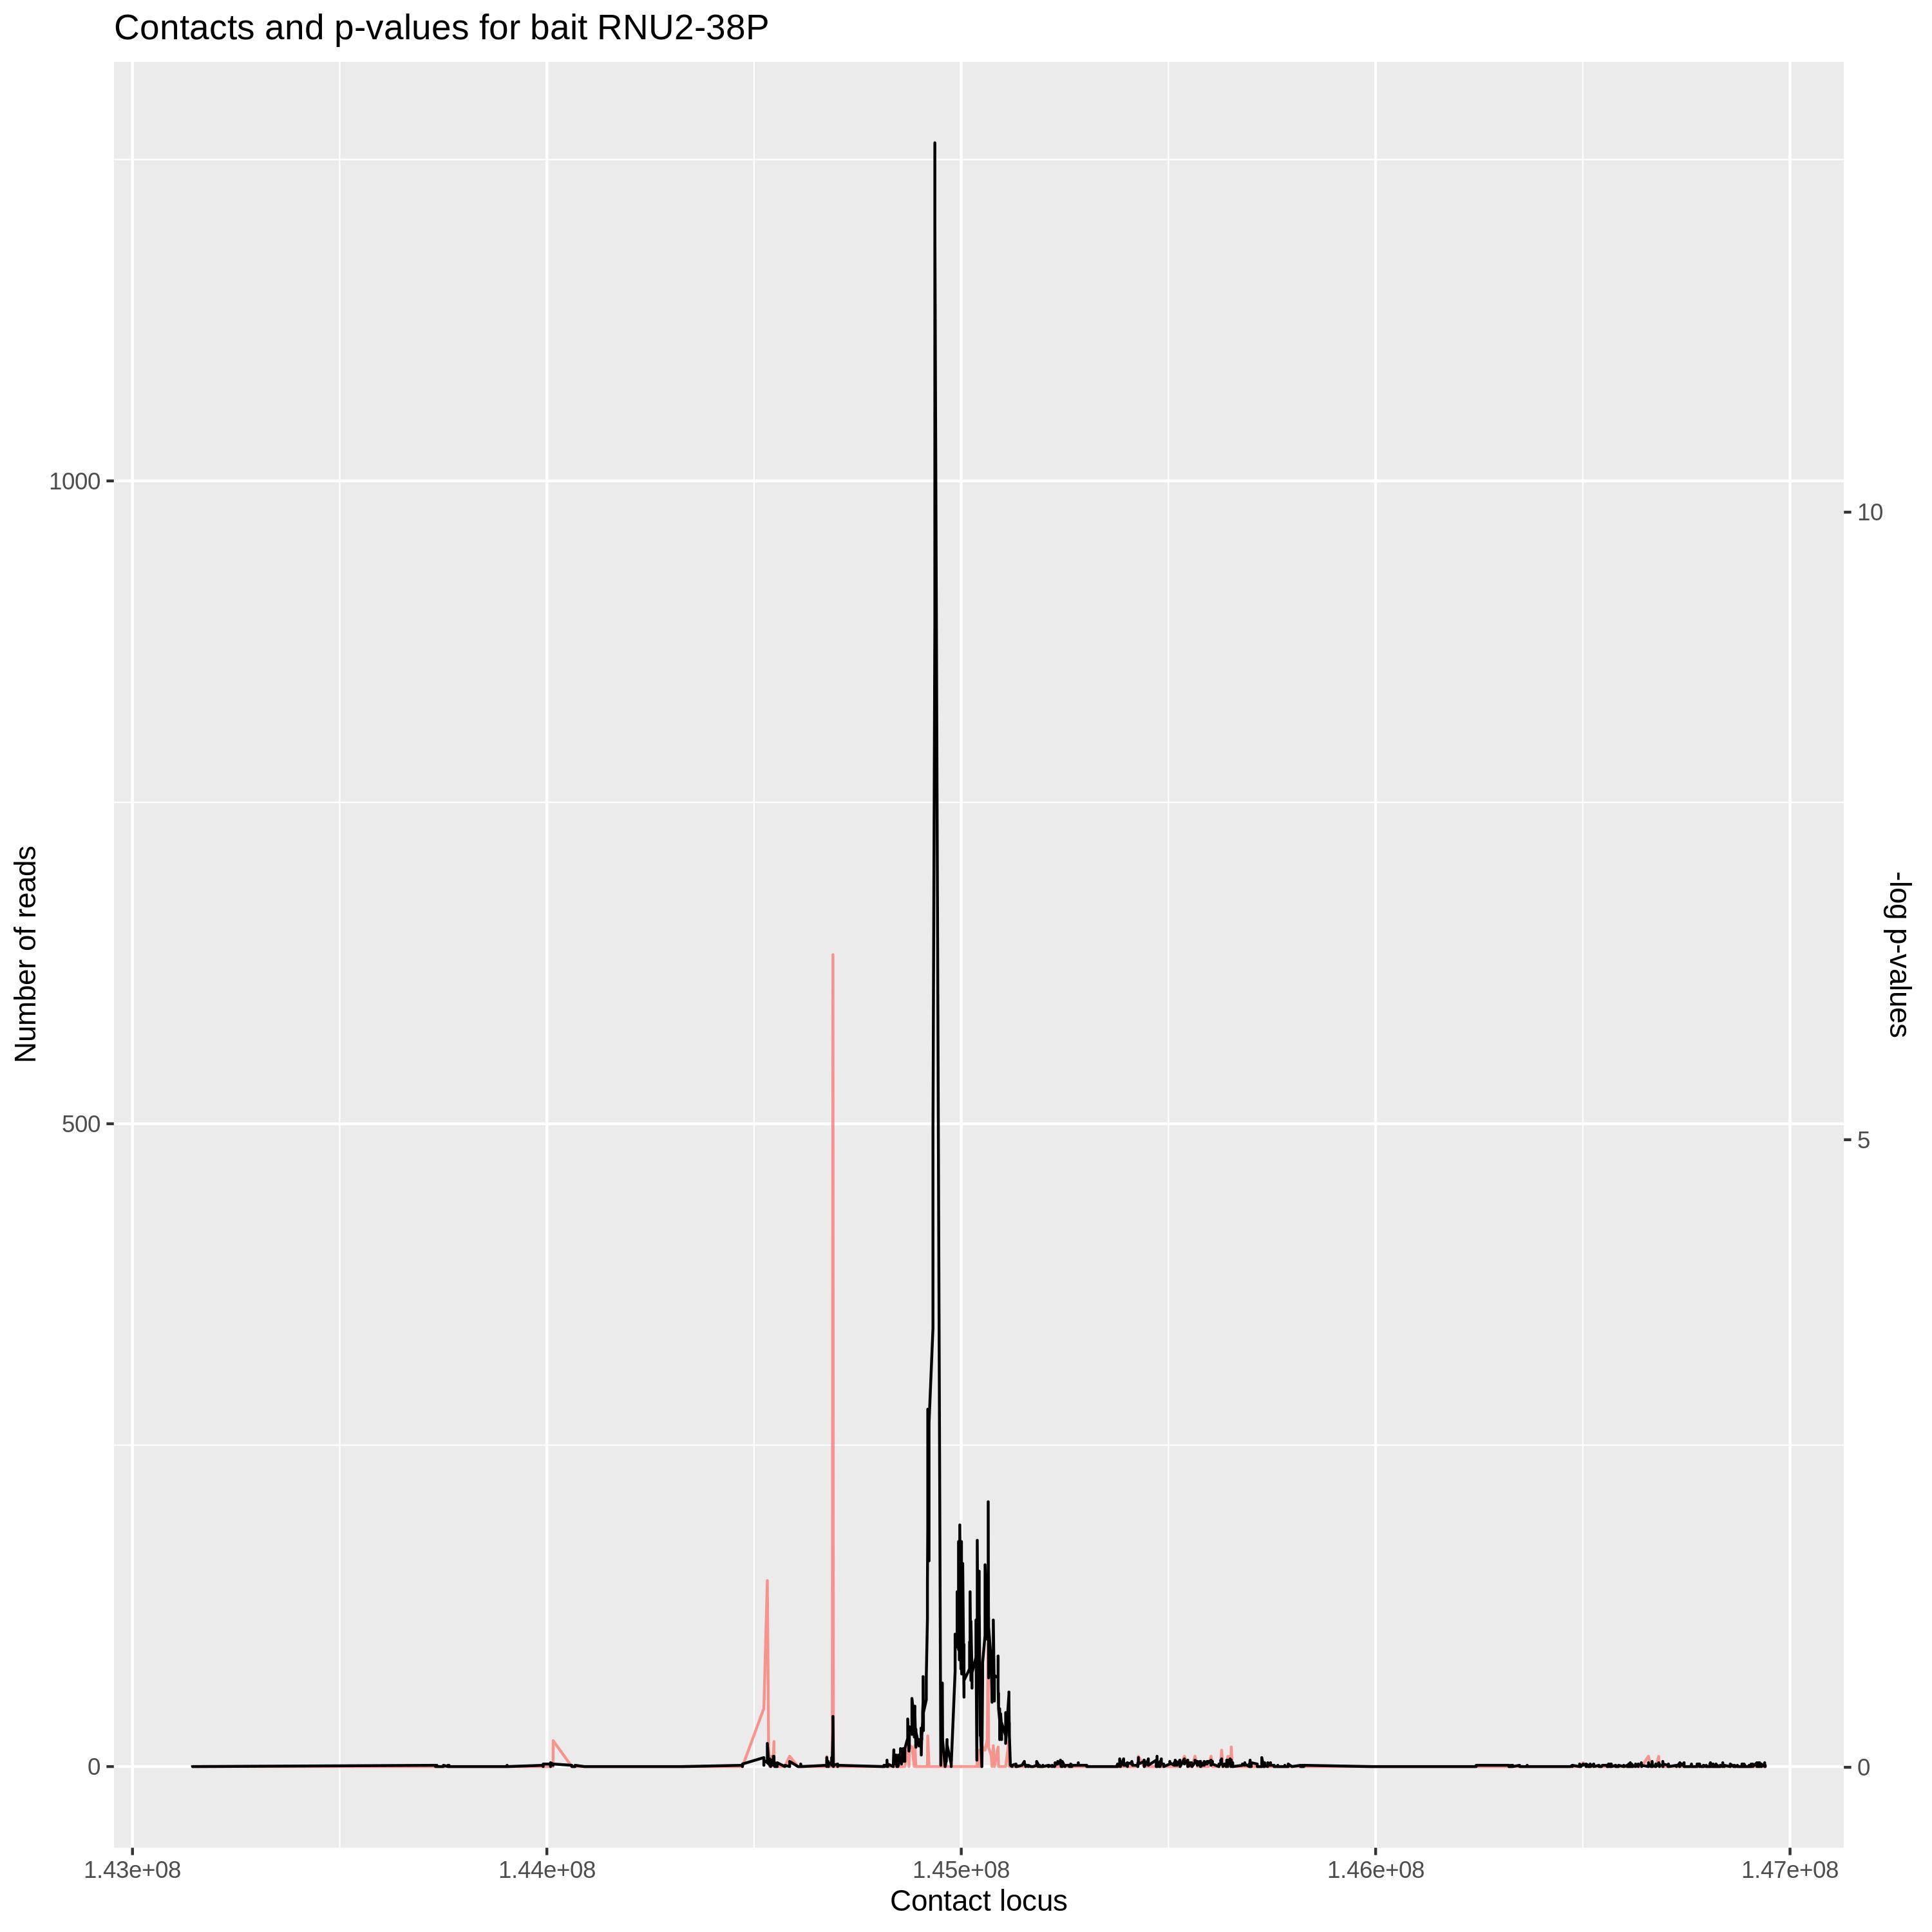 Contacts and p-values for bait RNU2-38P
1000
500
0
Number of reads
10
5
0
-log p-values
1.43e+08
1.44e+08
1.45e+08
1.46e+08
1.47e+08
Contact locus